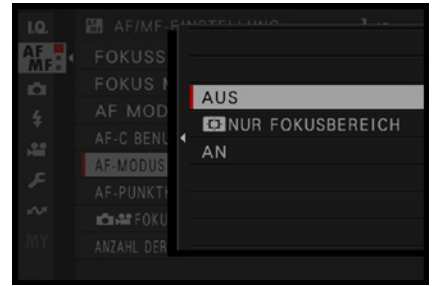 I.Q.
AF/MF-EINSTELLUNG
AF
MF
FOKUSS
FOKUS
AUS
AF MOD
NUR FOKUSBEREICH
AF-C BENU
AN
AF-MODUS
AF-PUNKT
FOKU
MY
ANZAHL DER